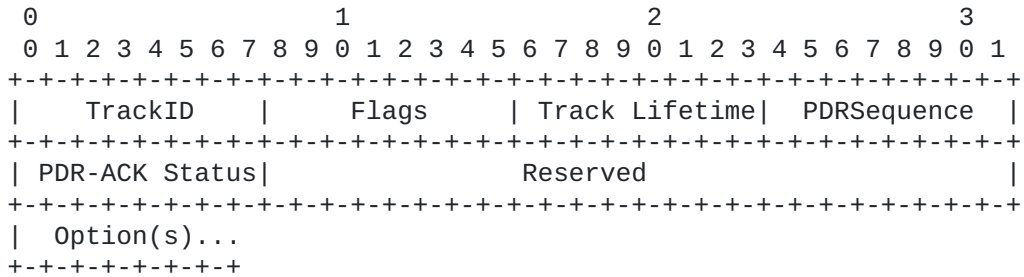 0                   1                   2                   3
 0 1 2 3 4 5 6 7 8 9 0 1 2 3 4 5 6 7 8 9 0 1 2 3 4 5 6 7 8 9 0 1
+-+-+-+-+-+-+-+-+-+-+-+-+-+-+-+-+-+-+-+-+-+-+-+-+-+-+-+-+-+-+-+-+
|    TrackID    |     Flags     | Track Lifetime|  PDRSequence  |
+-+-+-+-+-+-+-+-+-+-+-+-+-+-+-+-+-+-+-+-+-+-+-+-+-+-+-+-+-+-+-+-+
| PDR-ACK Status|                Reserved                       |
+-+-+-+-+-+-+-+-+-+-+-+-+-+-+-+-+-+-+-+-+-+-+-+-+-+-+-+-+-+-+-+-+
|  Option(s)...
+-+-+-+-+-+-+-+